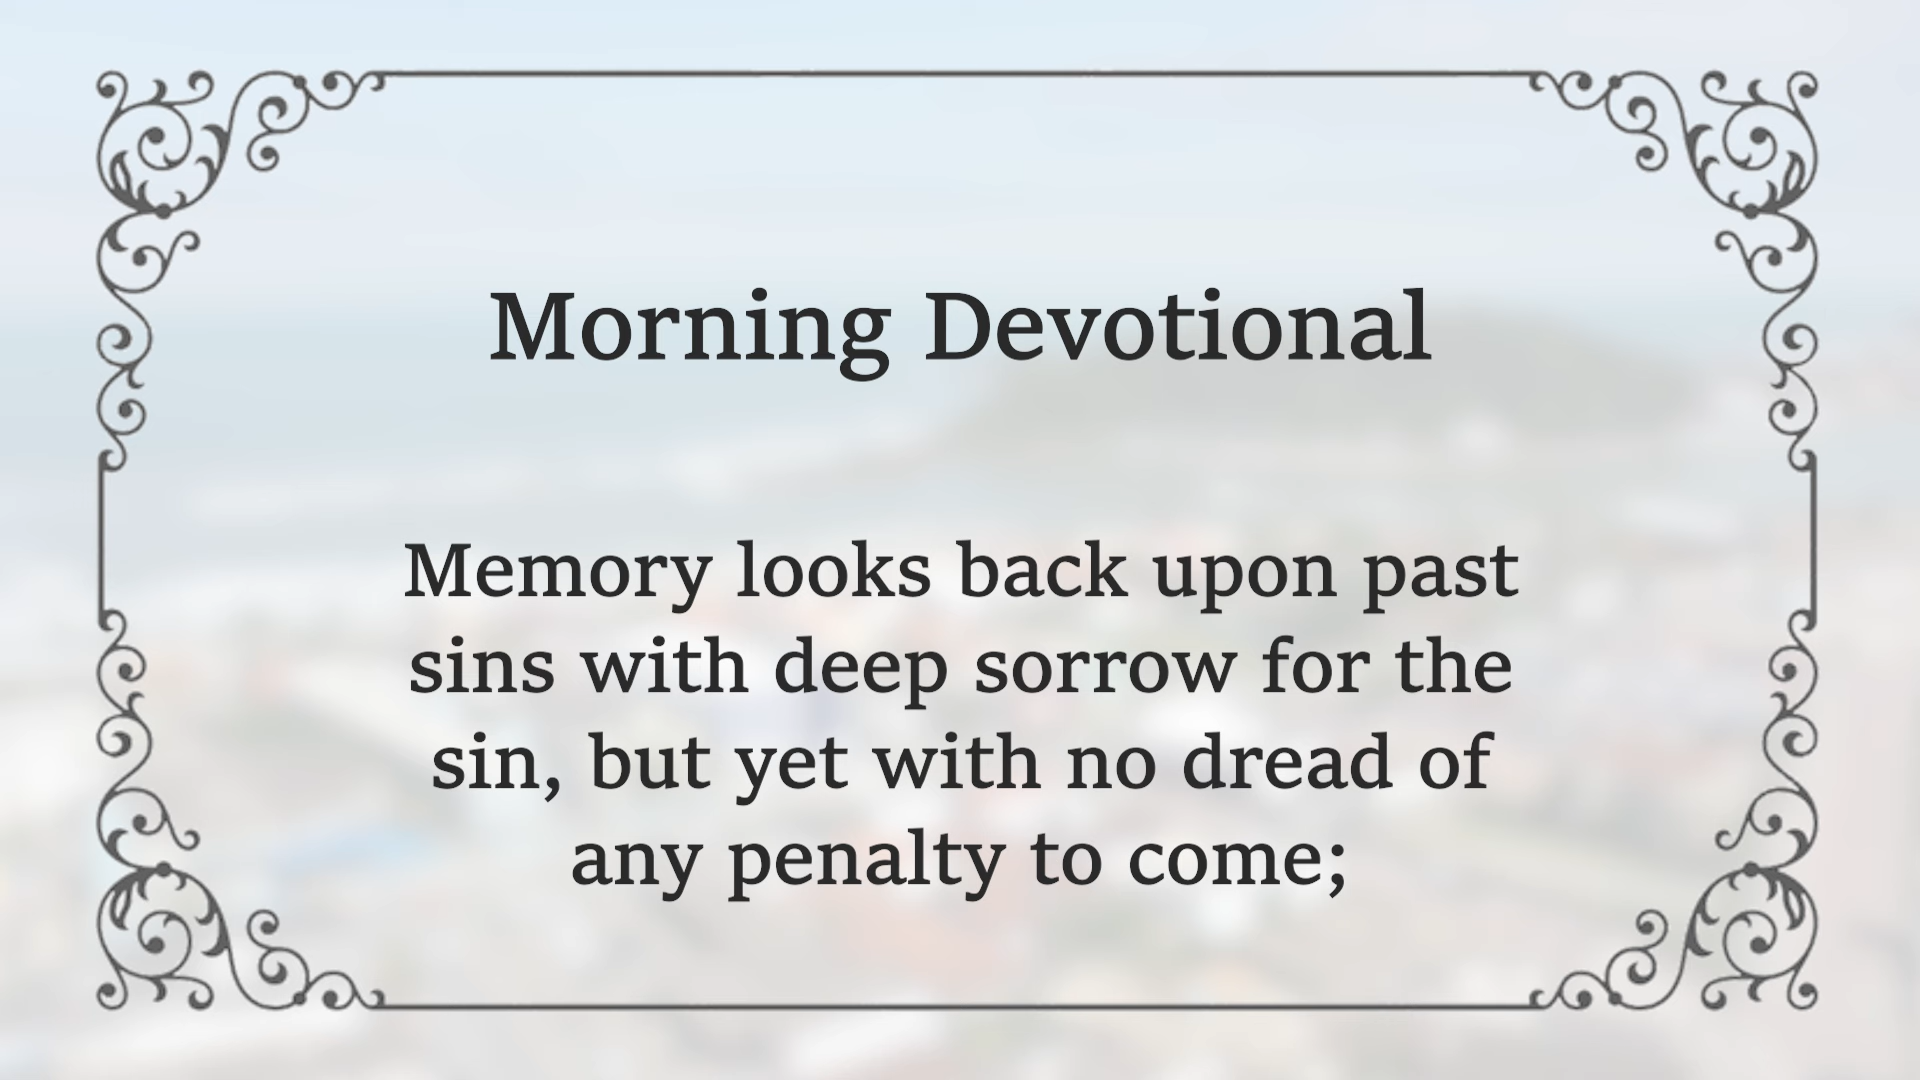 Morning Devotional
Memory looks back upon past
sins with deep sorrow for the
sin, but yet with no dread of
any penalty to come;